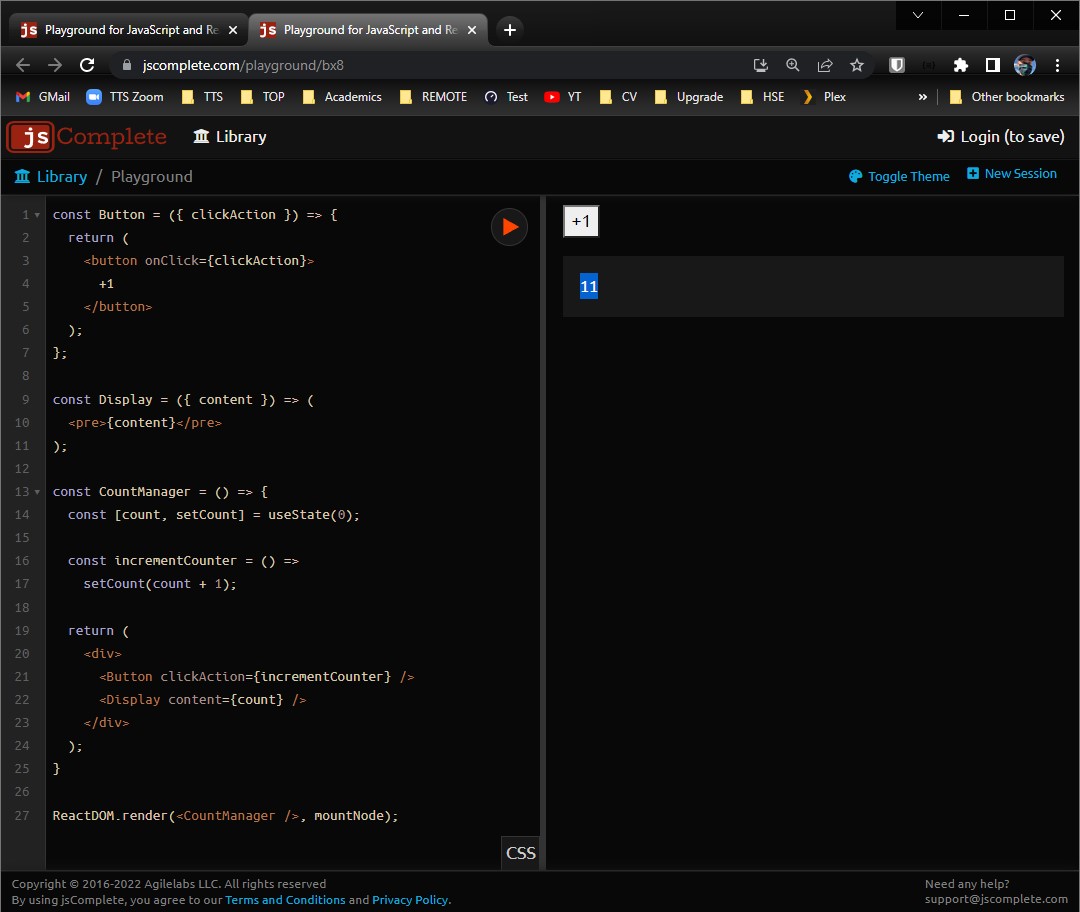 Playground for JavaScript and Re
Playground for JavaScript and Re
jscomplete.com/playground/bx8
GMail TTS Zoom TTS TOP Academics REMOTE Test YT CV Upgrade HSE Plex » Other bookmarks
jsComplete Library Login (to save)
Library / Playground Toggle Theme New Session
1 const Button = ({ clickAction }) => {
2 return (
3 <button onClick={clickAction}>
4 +1
5 </button>
6 );
7 };
8
9 const Display = ({ content }) => (
10 <pre>{content}</pre>
11 );
12
13 const CountManager = () => {
14 const [count, setCount] = useState(0);
15
16 const incrementCounter = () =>
17 setCount(count + 1);
18
19 return (
20 <div>
21 <Button clickAction={incrementCounter} />
22 <Display content={count} />
23 </div>
24 );
25 }
26
27 ReactDOM.render(<CountManager />, mountNode);
CSS
+1
11
Copyright © 2016-2022 Agilelabs LLC. All rights reserved
By using jsComplete, you agree to our Terms and Conditions and Privacy Policy.
Need any help?
support@jscomplete.com